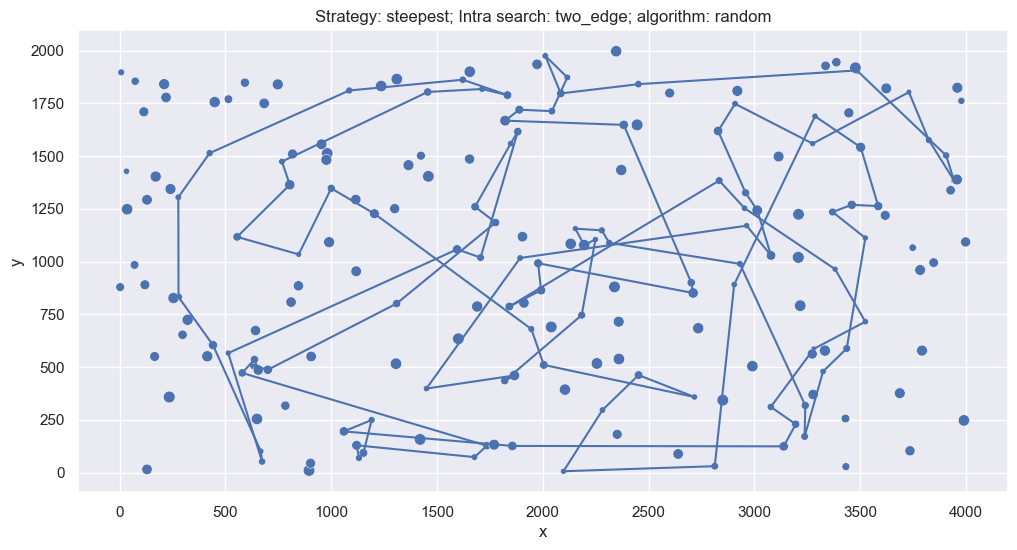 Strategy: steepest; Intra search: two_edge; algorithm: random
2000
1750
1500
1250
1000
750
500
250
0
y
0 500 1000 1500 2000 2500 3000 3500 4000
x